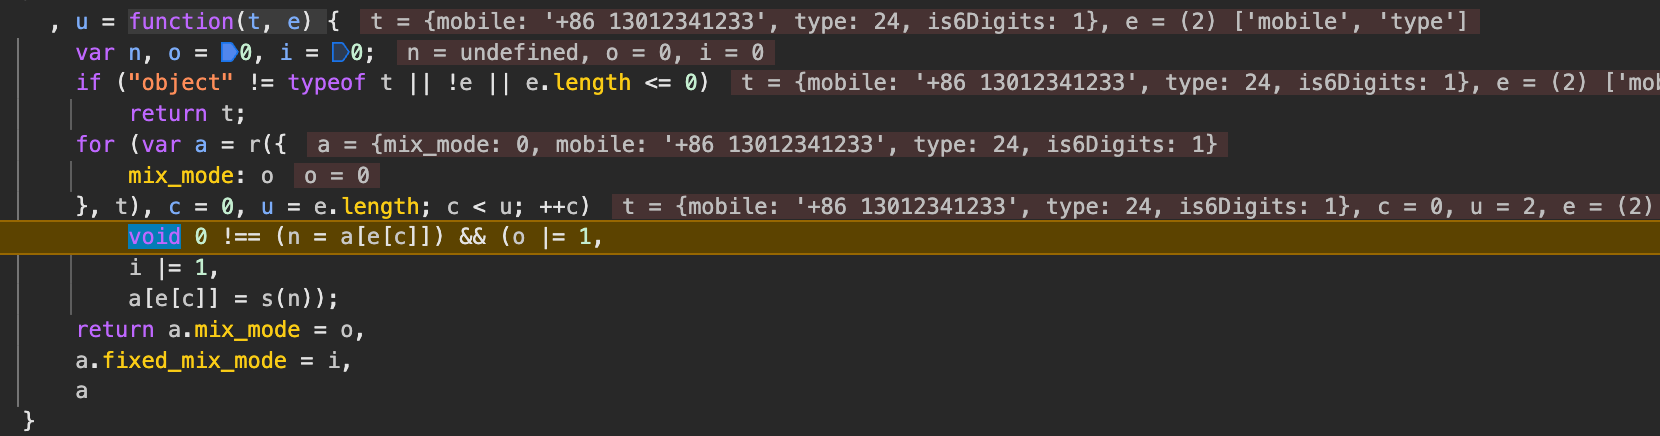 , u = function(t, e) { t = {mobile: '+86 13012341233', type: 24, is6Digits: 1}, e = (2) ['mobile', 'type']
var n, o = 0, i = 0; n = undefined, o = 0, i = 0
if ("object" != typeof t || !e || e.length <= 0) t = {mobile: '+86 13012341233', type: 24, is6Digits: 1}, e = (2) ['mob
return t;
for (var a = r({ a = {mix_mode: 0, mobile: '+86 13012341233', type: 24, is6Digits: 1}
mix_mode: o o = 0
}, t), c = 0, u = e.length; c < u; ++c) t = {mobile: '+86 13012341233', type: 24, is6Digits: 1}, c = 0, u = 2, e = (2)
void 0 !== (n = a[e[c]]) && (o |= 1,
i |= 1,
a[e[c]] = s(n));
return a.mix_mode = o,
a.fixed_mix_mode = i,
a
}